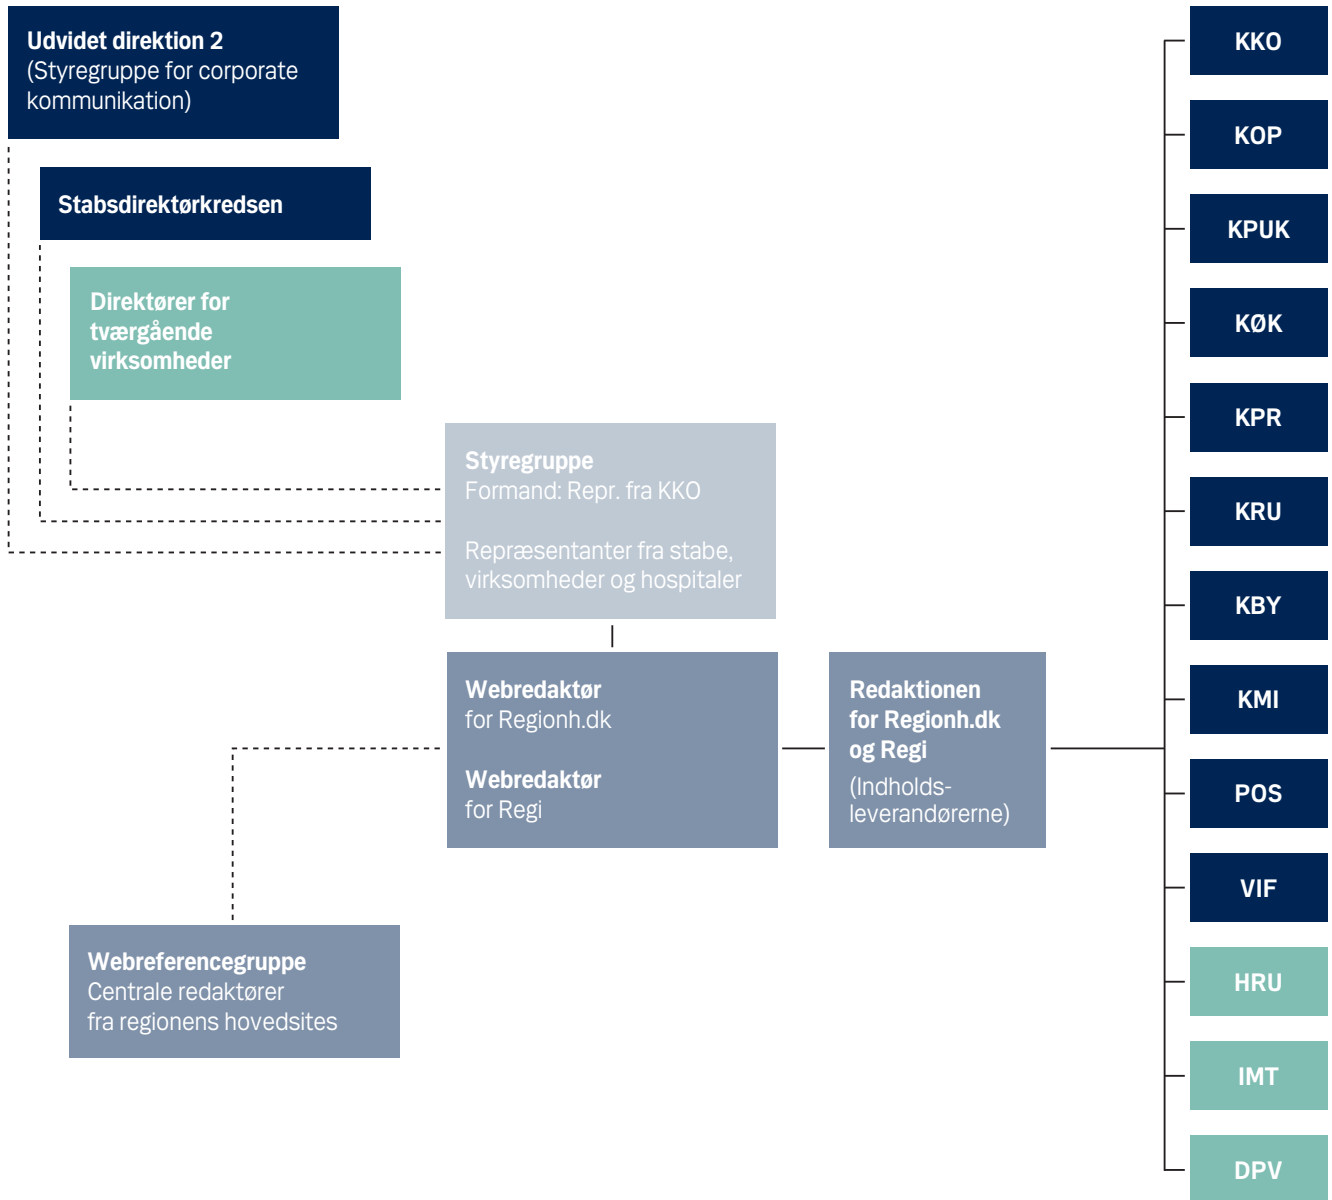 Udvidet direktion 2
(Styregruppe for corporate
kommunikation)
Stabsdirektørkredsen
Direktører for
tværgående
virksomheder
Styregruppe
Formand: Repr. fra KKO
Repræsentanter fra stabe,
virksomheder og hospitaler
Webredaktør
for Regionh.dk
Webredaktør
for Regi
Redaktionen
for Regionh.dk
og Regi
(Indholds-
leverandørerne)
Webreferencegruppe
Centrale redaktører
fra regionens hovedsites
KKO
KOP
KPUK
KØK
KPR
KRU
KBY
KMI
POS
VIF
HRU
IMT
DPV